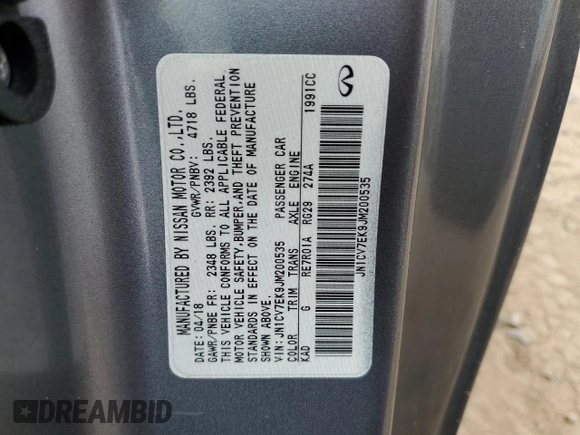 MANUFACTURED BY NISSAN MOTOR CO.,LTD.
DATE: 04/18 GVWR/PNBV: 4718 LBS.
GAWR/PNBE FR: 2348 LBS. RR: 2392 LBS.
THIS VEHICLE CONFORMS TO ALL APPLICABLE FEDERAL
MOTOR VEHICLE SAFETY,BUMPER,AND THEFT PREVENTION
STANDARDS IN EFFECT ON THE DATE OF MANUFACTURE
SHOWN ABOVE.
VIN:JN1CV7EK9JM200535 PASSENGER CAR
COLOR TRIM TRANS AXLE ENGINE
KAD G RE7R01A RG29 274A 1991CC
JN1CV7EK9JM200535
DREAMBID